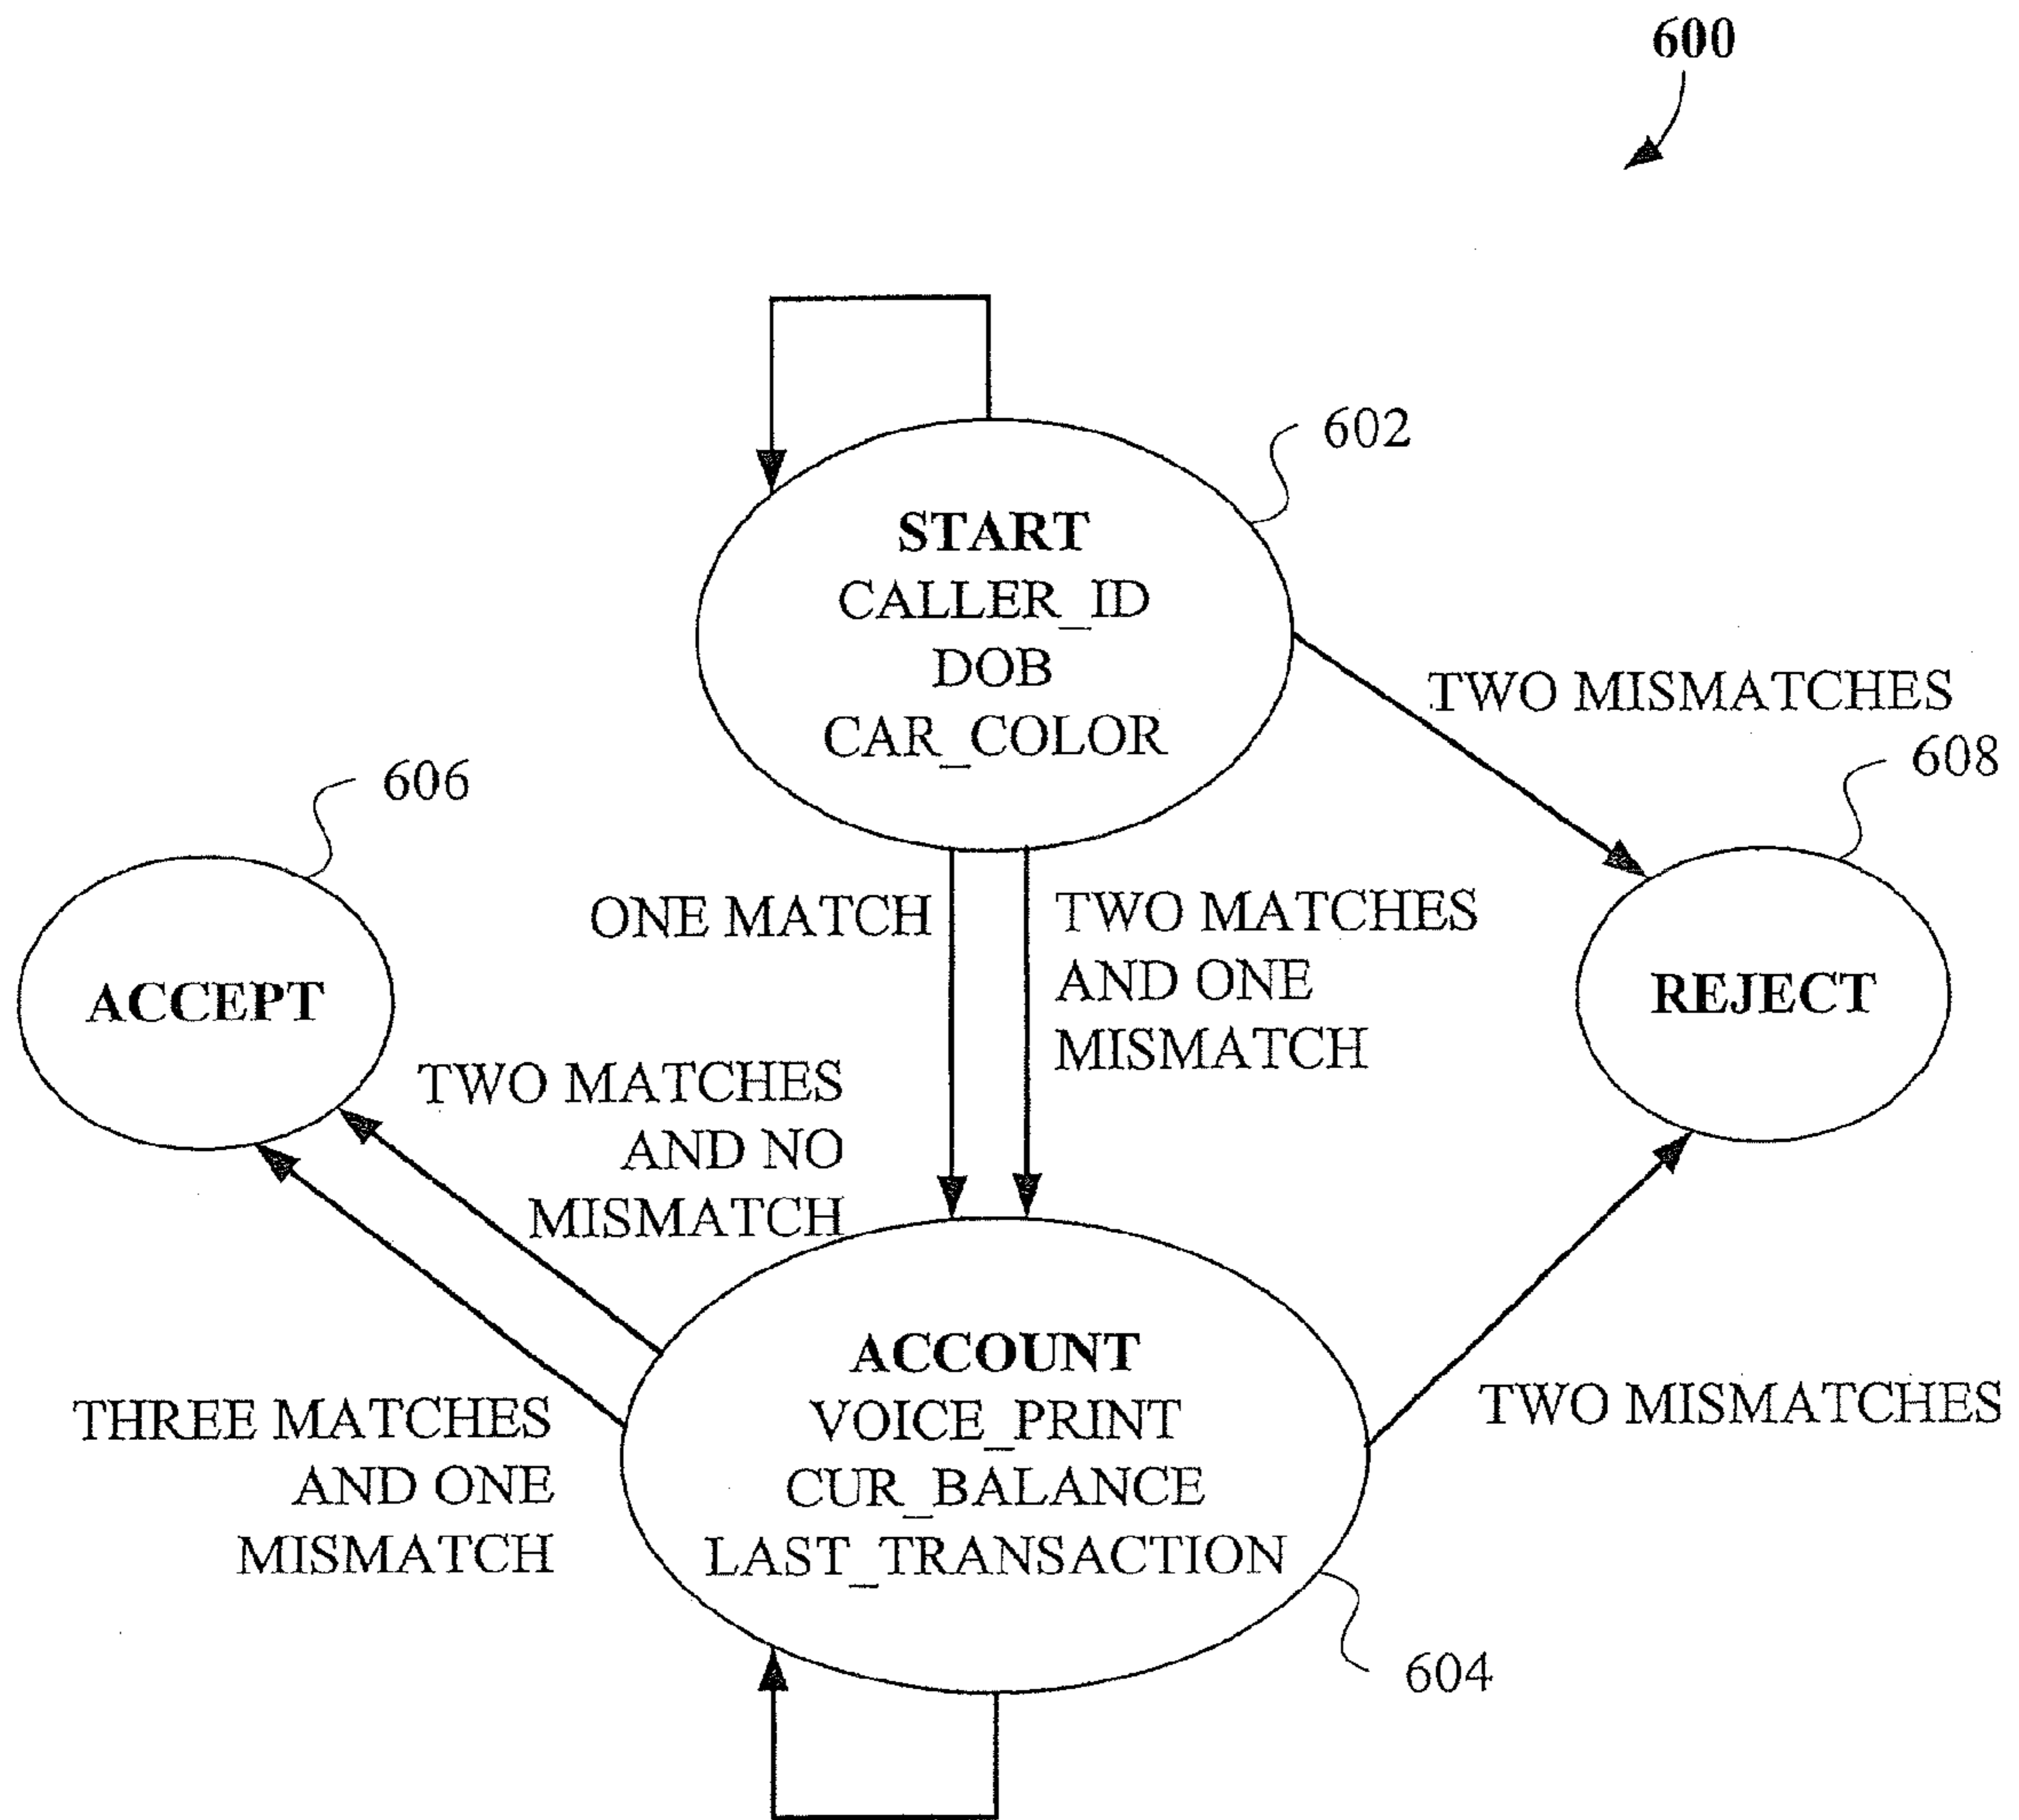 600
602
START
CALLER_ID
DOB
CAR_COLOR
TWO MISMATCHES
608
606
ONE MATCH
TWO MATCHES
AND ONE
MISMATCH
ACCEPT
REJECT
TWO MATCHES
AND NO
MISMATCH
ACCOUNT
VOICE_PRINT
CUR_BALANCE
LAST_TRANSACTION
THREE MATCHES
AND ONE
MISMATCH
TWO MISMATCHES
604